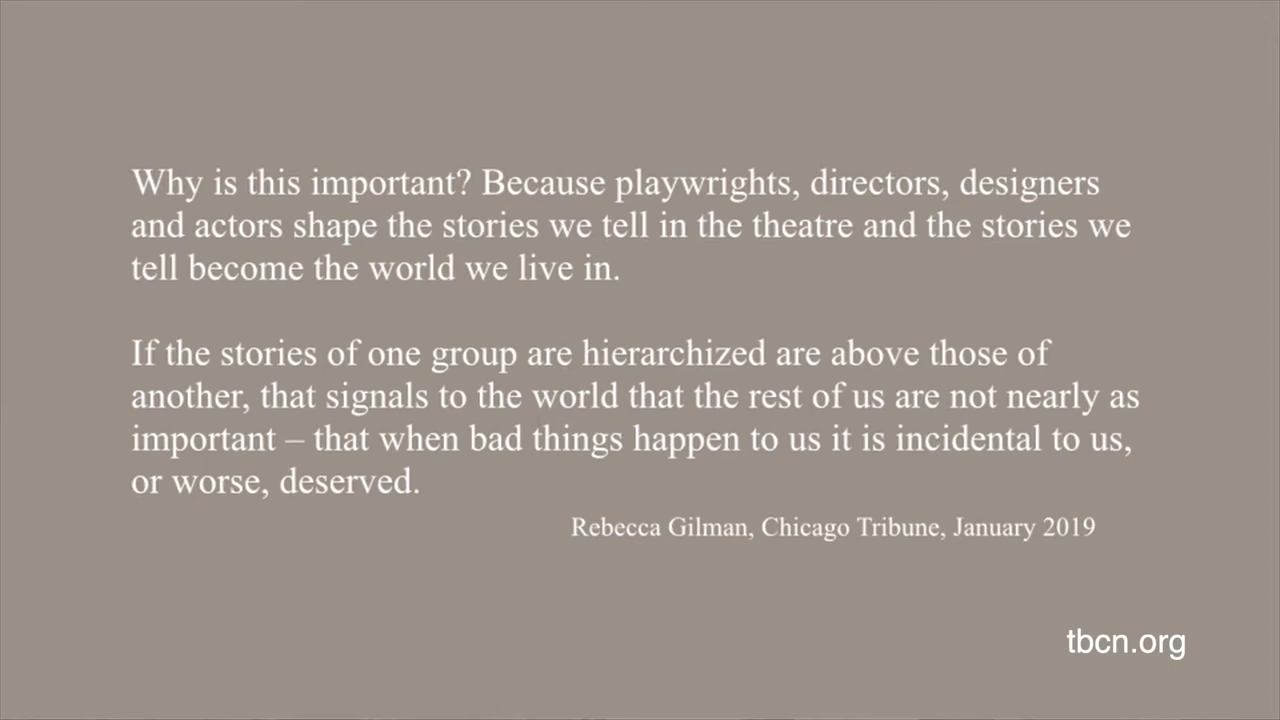 Why is this important? Because playwrights, directors, designers
and actors shape the stories we tell in the theatre and the stories we
tell become the world we live in.
If the stories of one group are hierarchized are above those of
another, that signals to the world that the rest of us are not nearly as
important – that when bad things happen to us it is incidental to us,
or worse, deserved.
Rebecca Gilman, Chicago Tribune, January 2019
tbcn.org